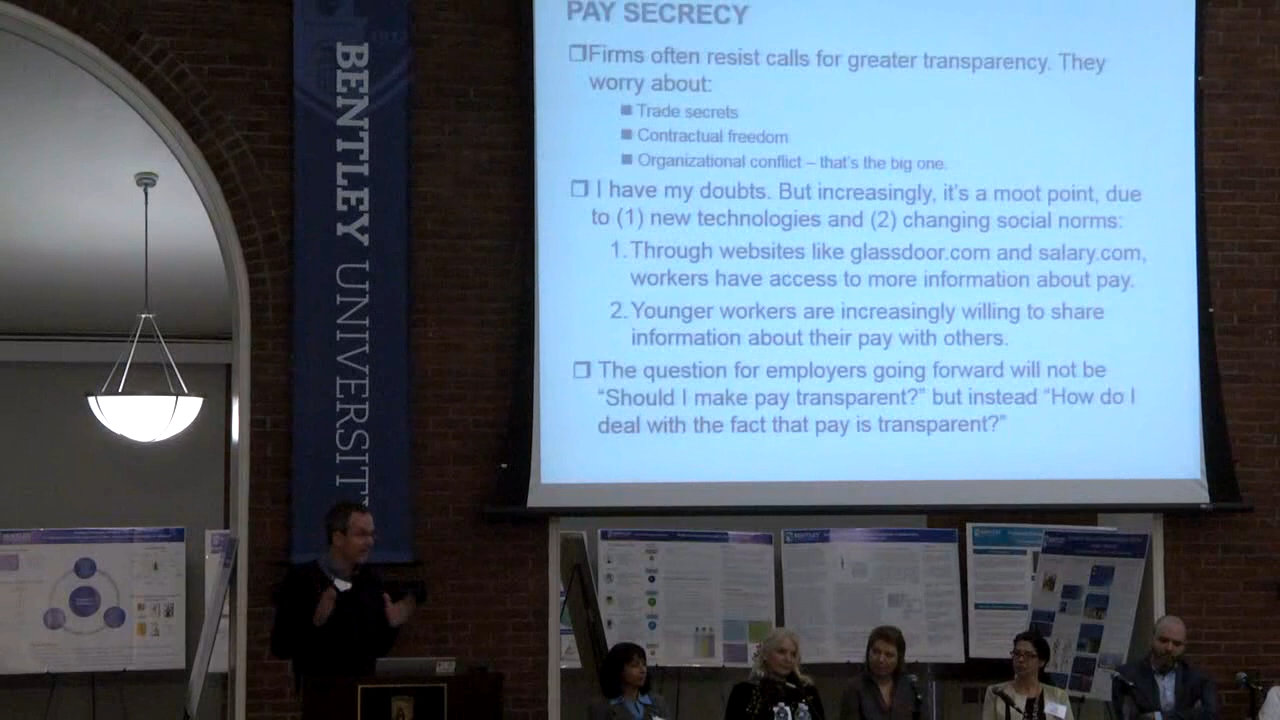 PAY SECRECY
❒Firms often resist calls for greater transparency. They
worry about:
■ Trade secrets
■ Contractual freedom
■ Organizational conflict – that's the big one.
❒ I have my doubts. But increasingly, it's a moot point, due
to (1) new technologies and (2) changing social norms:
1. Through websites like glassdoor.com and salary.com,
workers have access to more information about pay.
2. Younger workers are increasingly willing to share
information about their pay with others.
❒ The question for employers going forward will not be
“Should I make pay transparent?” but instead “How do I
deal with the fact that pay is transparent?”
BENTLEY UNIVERSIT